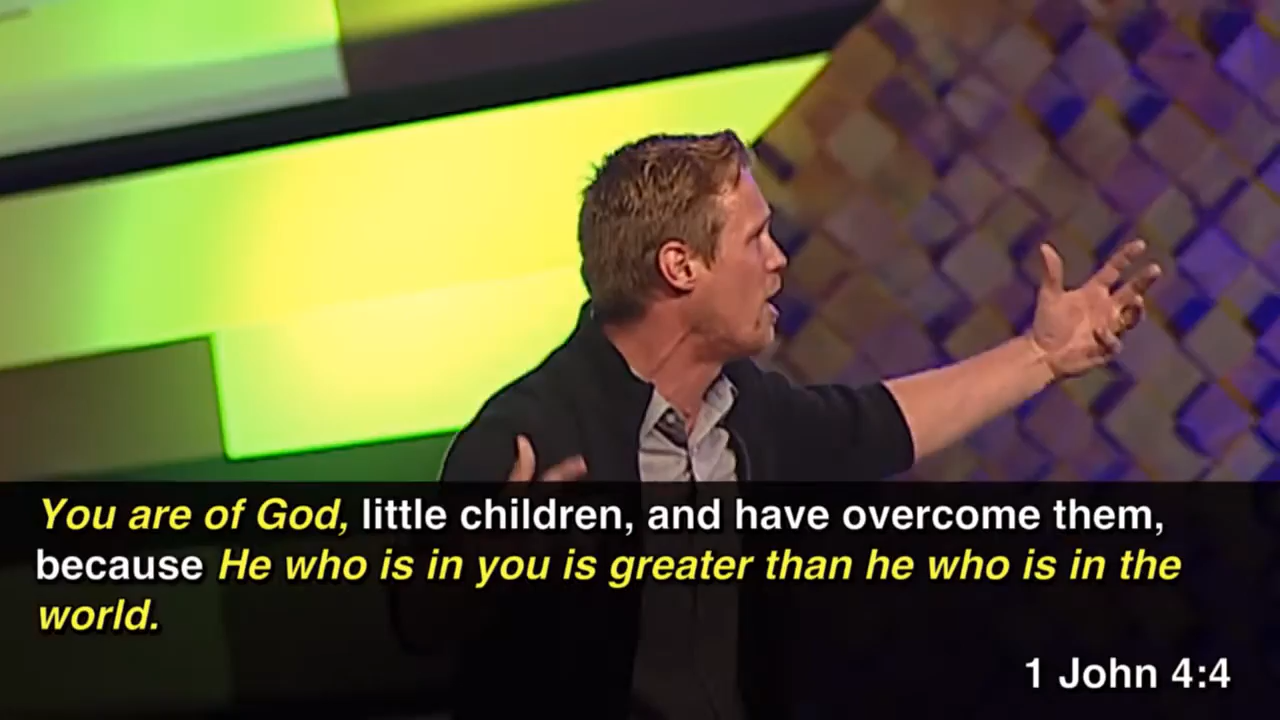 You are of God, little children, and have overcome them,
because He who is in you is greater than he who is in the
world.
1 John 4:4